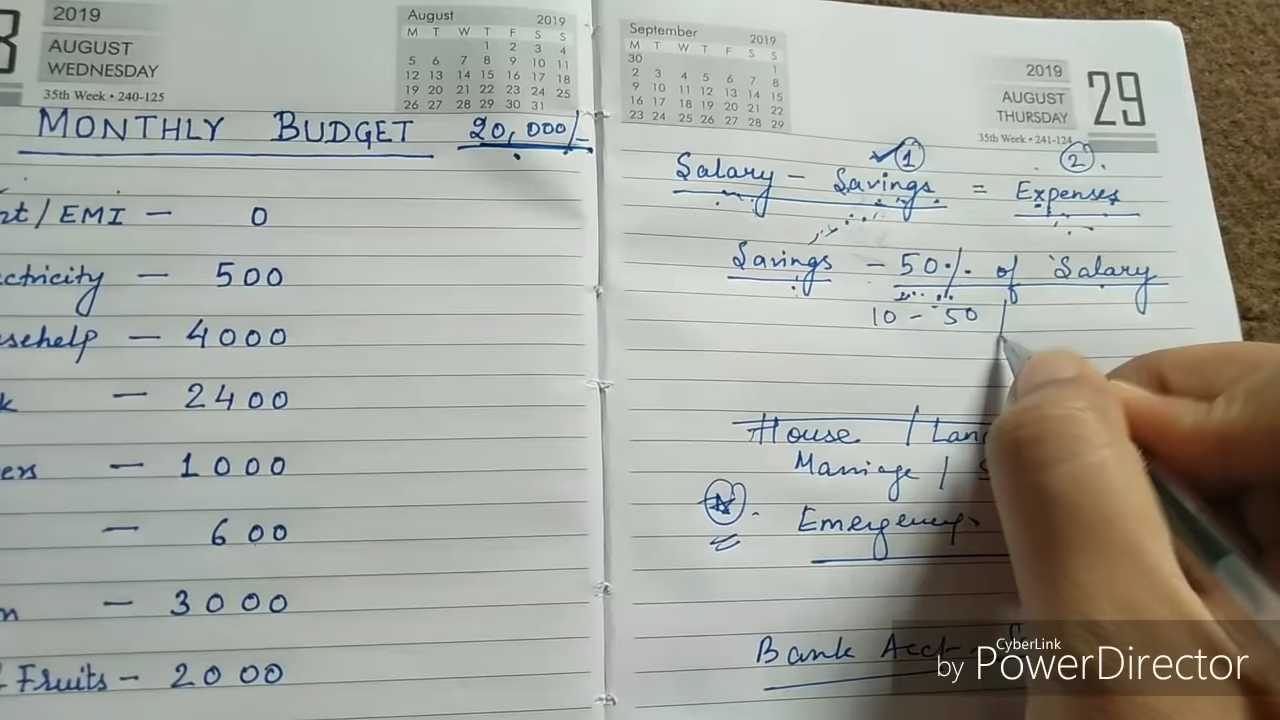 2019
AUGUST
WEDNESDAY
35th Week • 240-125
August 2019
M T W T F S S
1 2 3 4
5 6 7 8 9 10 11
12 13 14 15 16 17 18
19 20 21 22 23 24 25
26 27 28 29 30 31
MONTHLY BUDGET 20,000/-
/ EMI - 0
- 500
- 4000
- 2400
- 1000
- 600
- 3000
Fruits - 2000
September 2019
M T W T F S S
30 1
2 3 4 5 6 7 8
9 10 11 12 13 14 15
16 17 18 19 20 21 22
23 24 25 26 27 28 29
2019
AUGUST
THURSDAY
29
35th Week • 241-124
1 2
Salary - Savings = Expenses
Savings - 50% of Salary
10 - 50
House /
Marriage /
Emergency
Bank Acct -
CyberLink
by PowerDirector